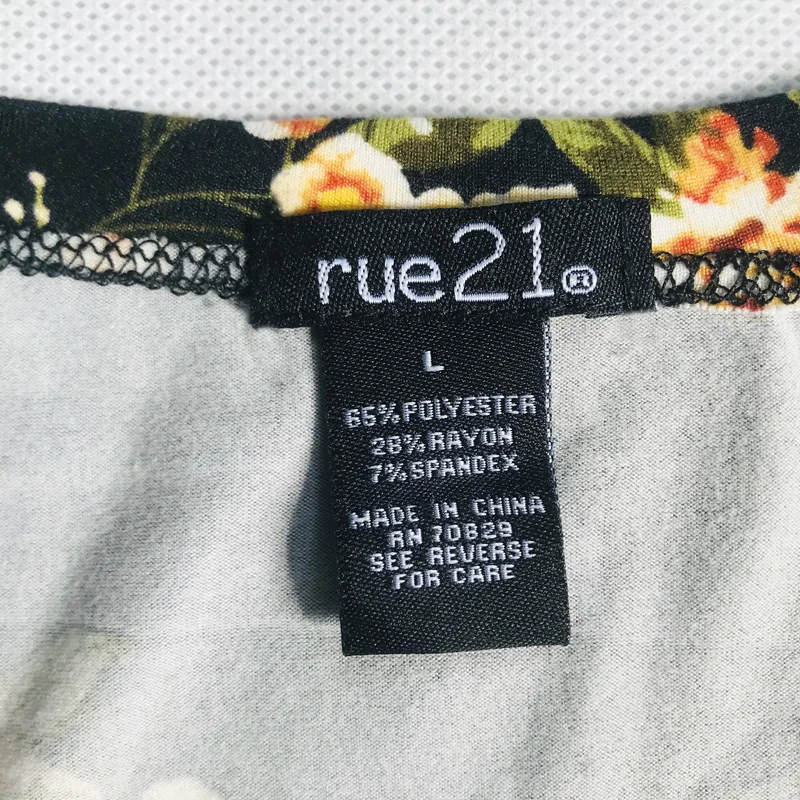 rue21®
L
65% POLYESTER
28% RAYON
7% SPANDEX
MADE IN CHINA
RN 70829
SEE REVERSE
FOR CARE